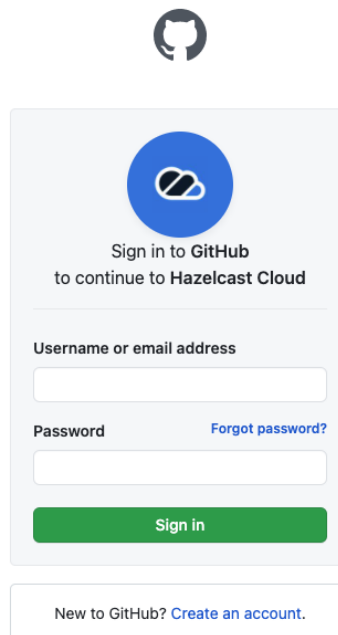 Sign in to GitHub
to continue to Hazelcast Cloud
Username or email address
Password
Forgot password?
Sign in
New to GitHub? Create an account.